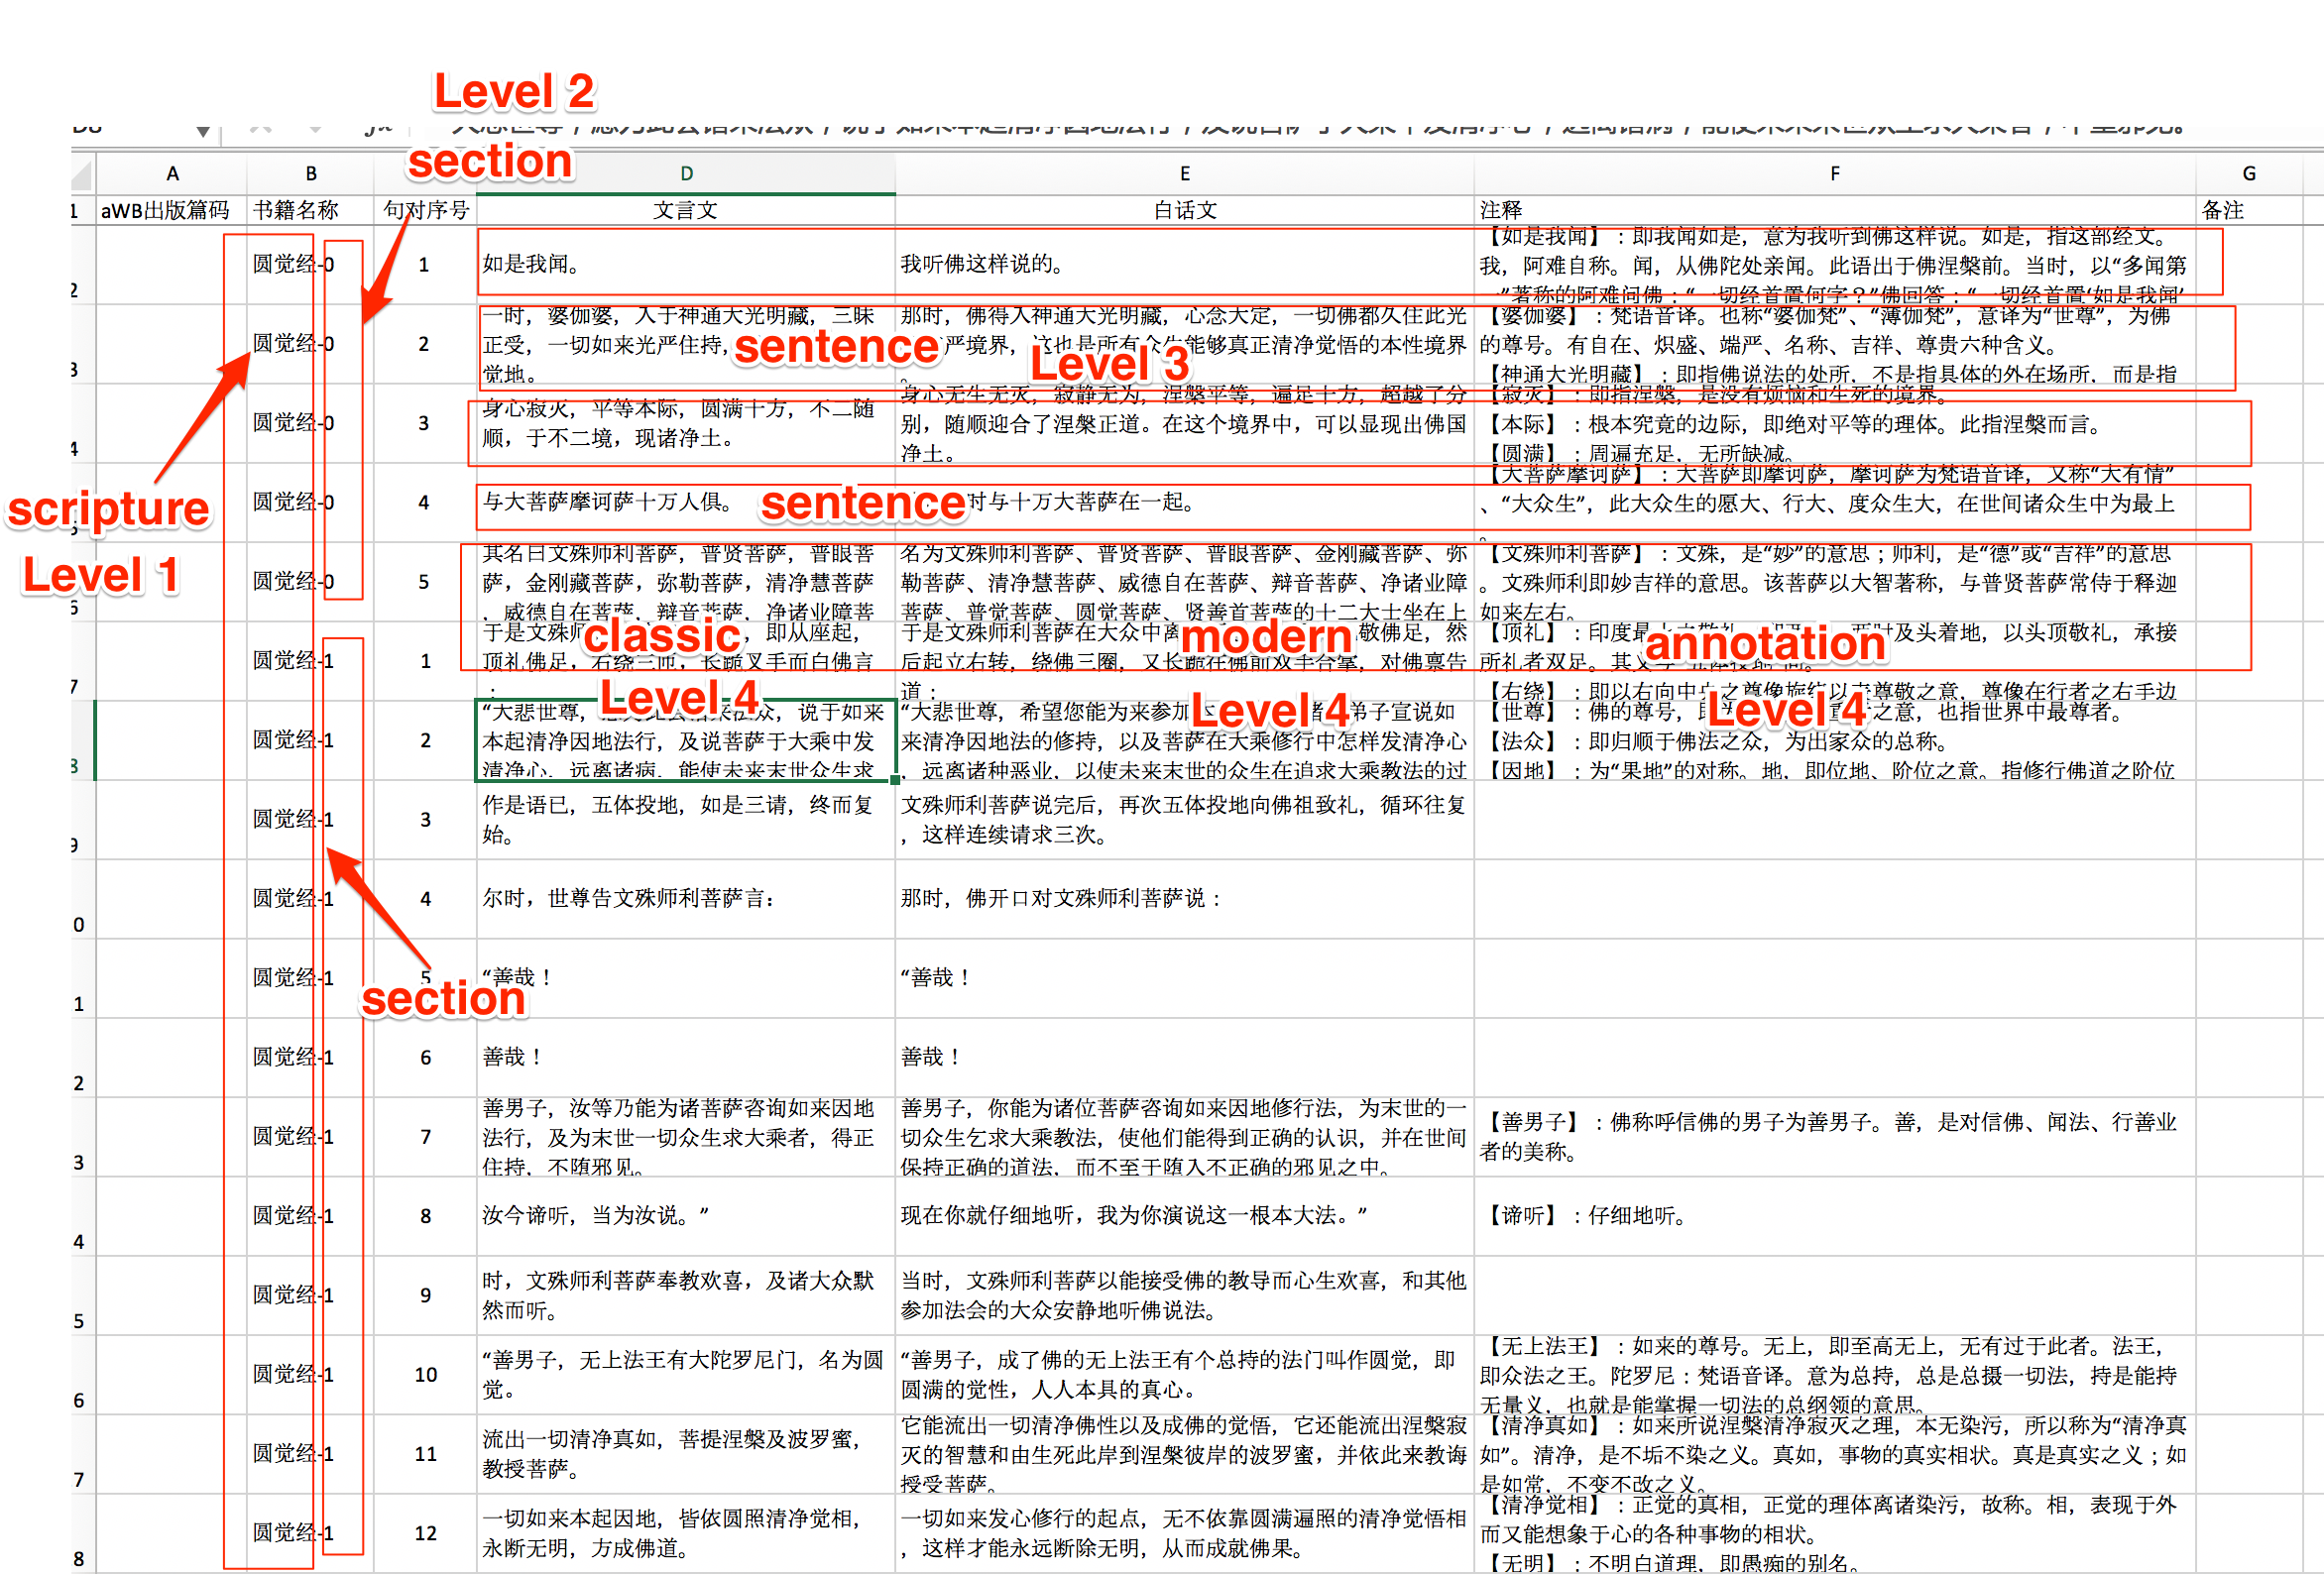 Level 2
section
A B D E F G
1 aWB出版篇码 书籍名称 句对序号 文言文 白话文 注释 备注
2 圆觉经-0 1 如是我闻。 我听佛这样说的。
【如是我闻】：即我闻如是，意为我听到佛这样说。如是，指这部经文。
我，阿难自称。闻，从佛陀处亲闻。此语出于佛涅槃前。当时，以“多闻第
一”著称的阿难问佛：“一切经首置何字？”佛回答：“一切经首置‘如是我闻’
3 圆觉经-0 2
一时，婆伽婆，入于神通大光明藏，三昧
正受，一切如来光严住持，
觉地。
那时，佛得入神通大光明藏，心念大定，一切佛都久住此光
严境界，这也是所有众生能够真正清净觉悟的本性境界
。
【婆伽婆】：梵语音译。也称“婆伽梵”、“薄伽梵”，意译为“世尊”，为佛
的尊号。有自在、炽盛、端严、名称、吉祥、尊贵六种含义。
【神通大光明藏】：即指佛说法的处所，不是指具体的外在场所，而是指
sentence
Level 3
4 圆觉经-0 3
身心寂灭，平等本际，圆满十方，不二随
顺，于不二境，现诸净土。
身心无生无灭，寂静无为，涅槃平等，遍足十方，超越了分
别，随顺迎合了涅槃正道。在这个境界中，可以显现出佛国
净土。
【寂灭】：即指涅槃，是没有烦恼和生死的境界。
【本际】：根本究竟的边际，即绝对平等的理体。此指涅槃而言。
【圆满】：周遍充足，无所缺减。
scripture
Level 1
5 圆觉经-0 4 与大菩萨摩诃萨十万人俱。
sentence
时与十万大菩萨在一起。
【大菩萨摩诃萨】：大菩萨即摩诃萨，摩诃萨为梵语音译，又称“大有情”
、“大众生”，此大众生的愿大、行大、度众生大，在世间诸众生中为最上
。
6 圆觉经-0 5
其名曰文殊师利菩萨，普贤菩萨，普眼菩
萨，金刚藏菩萨，弥勒菩萨，清净慧菩萨
，威德自在菩萨，辩音菩萨，净诸业障菩
名为文殊师利菩萨、普贤菩萨、普眼菩萨、金刚藏菩萨、弥
勒菩萨、清净慧菩萨、威德自在菩萨、辩音菩萨、净诸业障
菩萨、普觉菩萨、圆觉菩萨、贤善首菩萨的十二大士坐在上
【文殊师利菩萨】：文殊，是“妙”的意思；师利，是“德”或“吉祥”的意思
。文殊师利即妙吉祥的意思。该菩萨以大智著称，与普贤菩萨常侍于释迦
如来左右。
classic
modern
annotation
7 圆觉经-1 1
于是文殊师 ，即从座起，
顶礼佛足，右绕三匝，长跪叉手而白佛言
：
于是文殊师利菩萨在大众中离 敬佛足，然
后起立右转，绕佛三圈，又长跪在佛前双手合掌，对佛禀告
道：
【顶礼】：印度最 及头着地，以头顶敬礼，承接
所礼者双足。其义
【右绕】：即以右向中央之尊像旋绕以表尊敬之意，尊像在行者之右手边
Level 4
Level 4
Level 4
8 圆觉经-1 2
“大悲世尊， 众，说于如来
本起清净因地法行，及说菩萨于大乘中发
清净心，远离诸病，能使未来末世众生求
“大悲世尊，希望您能为来参加 弟子宣说如
来清净因地法的修持，以及菩萨在大乘修行中怎样发清净心
，远离诸种恶业，以使未来末世的众生在追求大乘教法的过
【世尊】：佛的尊号， 之意，也指世界中最尊者。
【法众】：即归顺于佛法之众，为出家众的总称。
【因地】：为“果地”的对称。地，即位地、阶位之意。指修行佛道之阶位
9 圆觉经-1 3
作是语已，五体投地，如是三请，终而复
始。
文殊师利菩萨说完后，再次五体投地向佛祖致礼，循环往复
，这样连续请求三次。
0 圆觉经-1 4 尔时，世尊告文殊师利菩萨言： 那时，佛开口对文殊师利菩萨说：
1 圆觉经-1 5 “善哉！ “善哉！
section
2 圆觉经-1 6 善哉！ 善哉！
3 圆觉经-1 7
善男子，汝等乃能为诸菩萨咨询如来因地
法行，及为末世一切众生求大乘者，得正
住持，不堕邪见。
善男子，你能为诸位菩萨咨询如来因地修行法，为末世的一
切众生乞求大乘教法，使他们能得到正确的认识，并在世间
保持正确的道法，而不至于堕入不正确的邪见之中。
【善男子】：佛称呼信佛的男子为善男子。善，是对信佛、闻法、行善业
者的美称。
4 圆觉经-1 8 汝今谛听，当为汝说。” 现在你就仔细地听，我为你演说这一根本大法。” 【谛听】：仔细地听。
5 圆觉经-1 9
时，文殊师利菩萨奉教欢喜，及诸大众默
然而听。
当时，文殊师利菩萨以能接受佛的教导而心生欢喜，和其他
参加法会的大众安静地听佛说法。
6 圆觉经-1 10
“善男子，无上法王有大陀罗尼门，名为圆
觉。
“善男子，成了佛的无上法王有个总持的法门叫作圆觉，即
圆满的觉性，人人本具的真心。
【无上法王】：如来的尊号。无上，即至高无上，无有过于此者。法王，
即众法之王。陀罗尼：梵语音译。意为总持，总是总摄一切法，持是能持
无量义，也就是能掌握一切法的总纲领的意思。
7 圆觉经-1 11
流出一切清净真如，菩提涅槃及波罗蜜，
教授菩萨。
它能流出一切清净佛性以及成佛的觉悟，它还能流出涅槃寂
灭的智慧和由生死此岸到涅槃彼岸的波罗蜜，并依此来教诲
授受菩萨。
【清净真如】：如来所说涅槃清净寂灭之理，本无染污，所以称为“清净真
如”。清净，是不垢不染之义。真如，事物的真实相状。真是真实之义；如
是如常，不变不改之义。
8 圆觉经-1 12
一切如来本起因地，皆依圆照清净觉相，
永断无明，方成佛道。
一切如来发心修行的起点，无不依靠圆满遍照的清净觉悟相
，这样才能永远断除无明，从而成就佛果。
【清净觉相】：正觉的真相，正觉的理体离诸染污，故称。相，表现于外
而又能想象于心的各种事物的相状。
【无明】：不明白道理，即愚痴的别名。